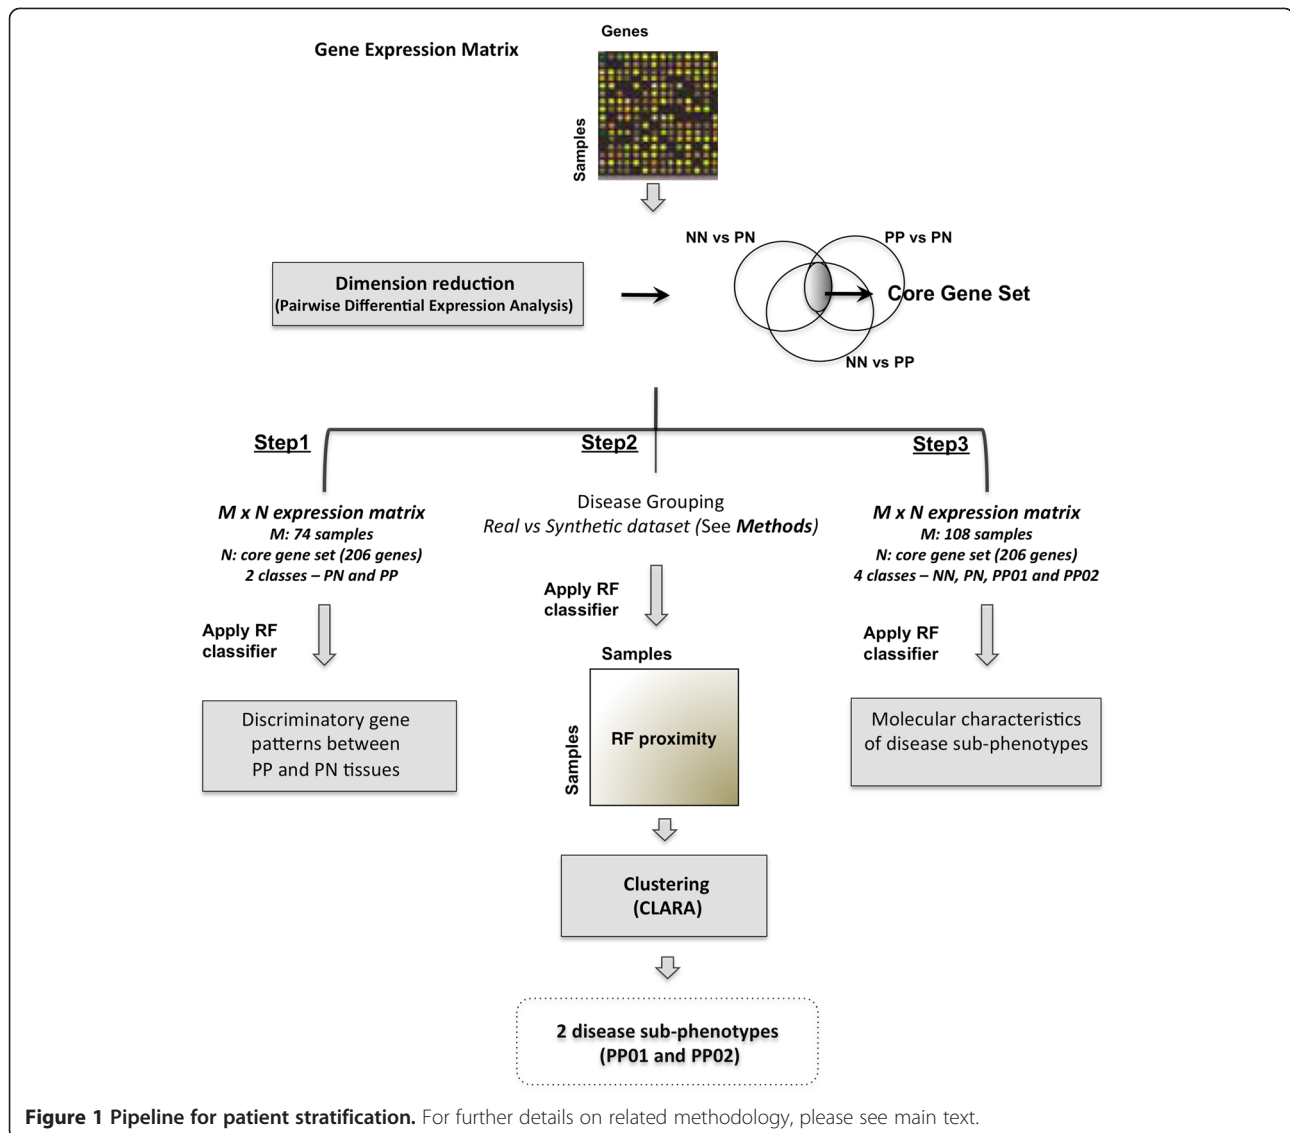 Gene Expression Matrix
Genes
Samples
NN vs PN
PP vs PN
Dimension reduction
(Pairwise Differential Expression Analysis)
Core Gene Set
NN vs PP
Step1
Step2
Step3
M x N expression matrix
M: 74 samples
N: core gene set (206 genes)
2 classes – PN and PP
Apply RF
classifier
Discriminatory gene
patterns between
PP and PN tissues
Disease Grouping
Real vs Synthetic dataset (See Methods)
Apply RF
classifier
Samples
Samples
RF proximity
Clustering
(CLARA)
2 disease sub-phenotypes
(PP01 and PP02)
M x N expression matrix
M: 108 samples
N: core gene set (206 genes)
4 classes – NN, PN, PP01 and PP02
Apply RF
classifier
Molecular characteristics
of disease sub-phenotypes
Figure 1 Pipeline for patient stratification. For further details on related methodology, please see main text.